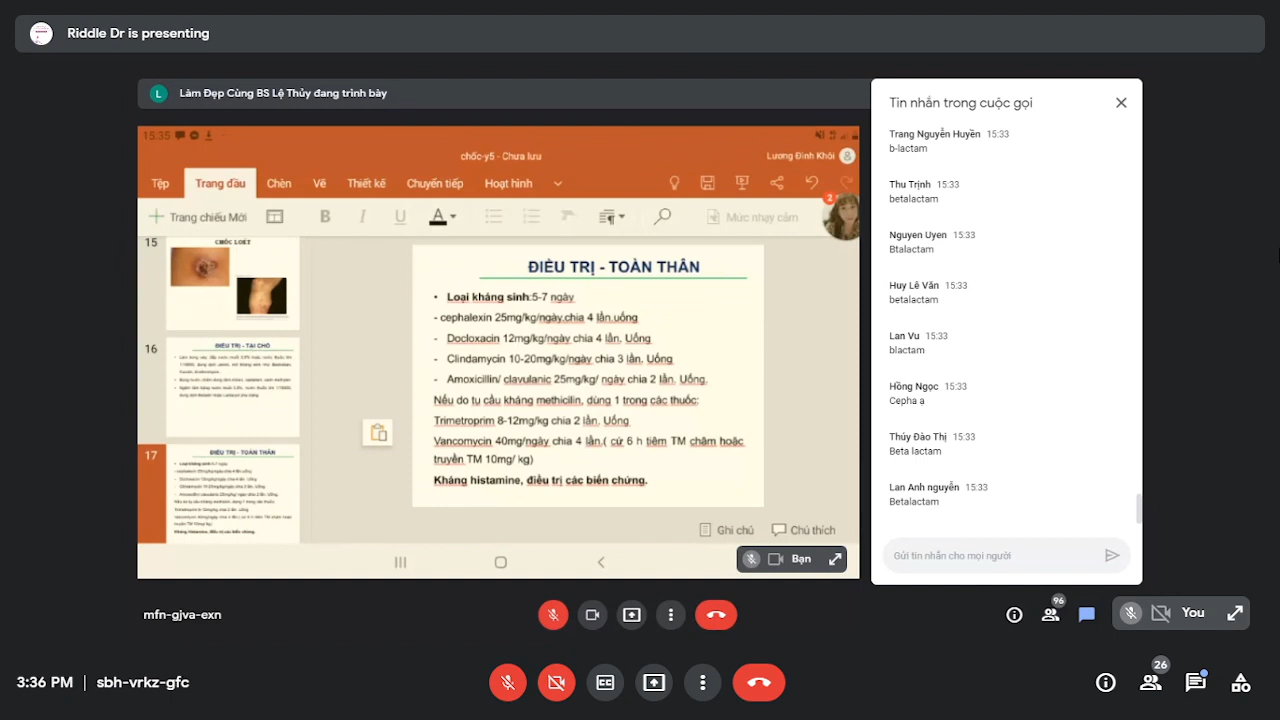 Riddle Dr is presenting
L
Làm Đẹp Cùng BS Lệ Thủy đang trình bày
15:35
chốc-y5 - Chưa lưu
Lương Đình Khôi
Tệp
Trang đầu
Chèn
Vẽ
Thiết kế
Chuyển tiếp
Hoạt hình
Trang chiếu Mới
B
I
U
A
Mức nhạy cảm
2
15
CHỐC LOÉT
16
ĐIỀU TRỊ - TẠI CHỖ
17
ĐIỀU TRỊ - TOÀN THÂN
ĐIỀU TRỊ - TOÀN THÂN
• Loại kháng sinh:5-7 ngày
- cephalexin 25mg/kg/ngày.chia 4 lần.uống
- Docloxacin 12mg/kg/ngày chia 4 lần. Uống
- Clindamycin 10-20mg/kg/ngày chia 3 lần. Uống
- Amoxicillin/ clavulanic 25mg/kg/ ngày chia 2 lần. Uống.
Nếu do tụ cầu kháng methicilin, dùng 1 trong các thuốc:
Trimetroprim 8-12mg/kg chia 2 lần. Uống
Vancomycin 40mg/ngày chia 4 lần.( cứ 6 h tiêm TM chậm hoặc
truyền TM 10mg/ kg)
Kháng histamine, điều trị các biến chứng.
Ghi chú
Chú thích
Bạn
Tin nhắn trong cuộc gọi
Trang Nguyễn Huyền 15:33
b-lactam
Thu Trịnh 15:33
betalactam
Nguyen Uyen 15:33
Btalactam
Huy Lê Văn 15:33
betalactam
Lan Vu 15:33
blactam
Hồng Ngọc 15:33
Cepha ạ
Thúy Đào Thị 15:33
Beta lactam
Lan Anh nguyễn 15:33
Betalactam
Gửi tin nhắn cho mọi người
mfn-gjva-exn
96
You
3:36 PM | sbh-vrkz-gfc
CC
26